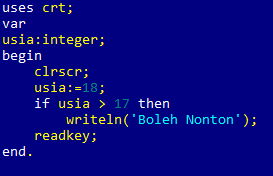 uses crt;
var
usia:integer;
begin
    clrscr;
    usia:=18;
    if usia > 17 then
        writeln('Boleh Nonton');
    readkey;
end.